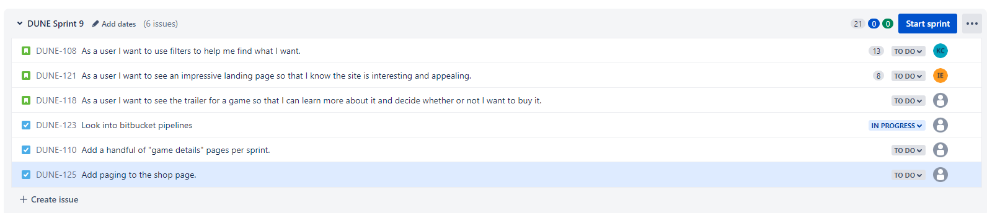 DUNE Sprint 9 Add dates (6 issues) 21 0 0 Start sprint
DUNE-108 As a user I want to use filters to help me find what I want. 13 TO DO KC
DUNE-121 As a user I want to see an impressive landing page so that I know the site is interesting and appealing. 8 TO DO IE
DUNE-118 As a user I want to see the trailer for a game so that I can learn more about it and decide whether or not I want to buy it. TO DO
DUNE-123 Look into bitbucket pipelines IN PROGRESS
DUNE-110 Add a handful of "game details" pages per sprint. TO DO
DUNE-125 Add paging to the shop page. TO DO
Create issue